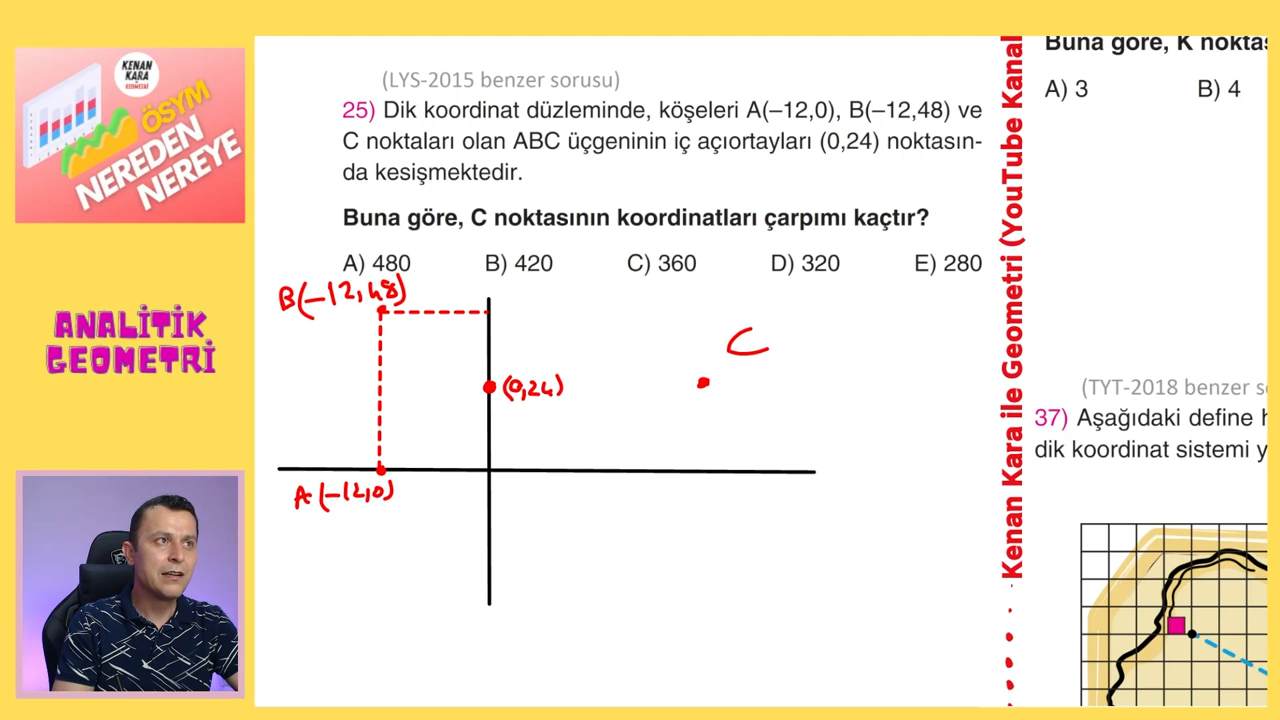 KENAN
KARA
ile
GEOMETRİ
ÖSYM
NEREDEN
NEREYE
ANALİTİK
GEOMETRİ
(LYS-2015 benzer sorusu)
25) Dik koordinat düzleminde, köşeleri A(–12,0), B(–12,48) ve
C noktaları olan ABC üçgeninin iç açıortayları (0,24) noktasın-
da kesişmektedir.
Buna göre, C noktasının koordinatları çarpımı kaçtır?
A) 480 B) 420 C) 360 D) 320 E) 280
B(-12,48)
C
(0,24)
A(-12,0)
Kenan Kara ile Geometri (YouTube Kanal
Buna göre, K noktas
A) 3 B) 4
(TYT-2018 benzer s
37) Aşağıdaki define h
dik koordinat sistemi y